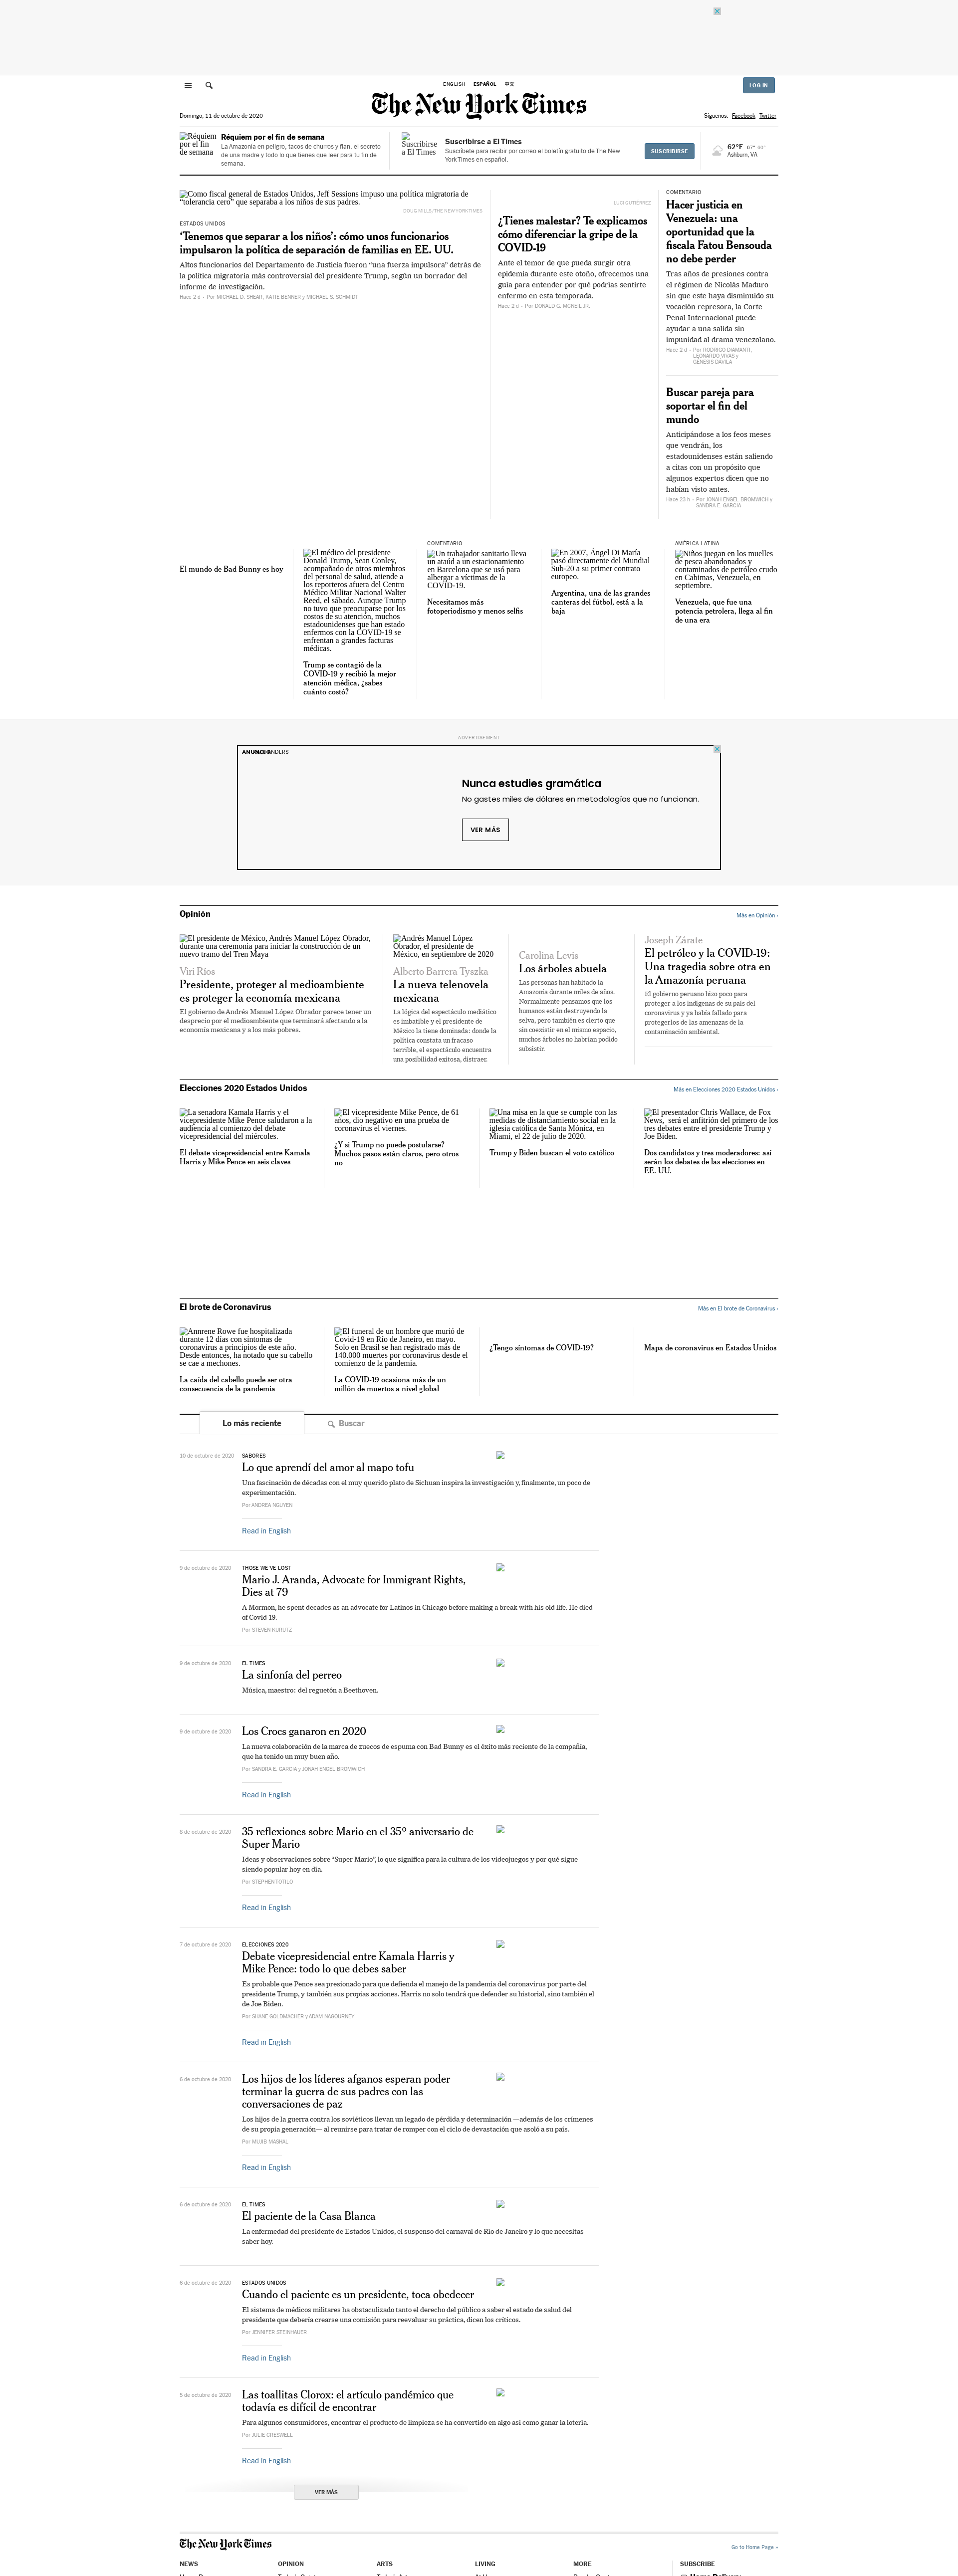 ENGLISH ESPAÑOL 中文
LOG IN
The New York Times
Domingo, 11 de octubre de 2020
Síguenos: Facebook Twitter
Réquiem por el fin de semana
Réquiem por el fin de semana
La Amazonía en peligro, tacos de churros y flan, el secreto de una madre y todo lo que tienes que leer para tu fin de semana.
Suscribirse a El Times
Suscribirse a El Times
Suscríbete para recibir por correo el boletín gratuito de The New York Times en español.
SUSCRIBIRSE
62°F 67° 60°
Ashburn, VA
Como fiscal general de Estados Unidos, Jeff Sessions impuso una política migratoria de
“tolerancia cero” que separaba a los niños de sus padres.
DOUG MILLS/THE NEW YORK TIMES
ESTADOS UNIDOS
‘Tenemos que separar a los niños’: cómo unos funcionarios
impulsaron la política de separación de familias en EE. UU.
Altos funcionarios del Departamento de Justicia fueron “una fuerza impulsora” detrás de
la política migratoria más controversial del presidente Trump, según un borrador del
informe de investigación.
Hace 2 d - Por MICHAEL D. SHEAR, KATIE BENNER y MICHAEL S. SCHMIDT
LUCI GUTIÉRREZ
¿Tienes malestar? Te explicamos
cómo diferenciar la gripe de la
COVID-19
Ante el temor de que pueda surgir otra
epidemia durante este otoño, ofrecemos una
guía para entender por qué podrías sentirte
enfermo en esta temporada.
Hace 2 d - Por DONALD G. MCNEIL JR.
COMENTARIO
Hacer justicia en
Venezuela: una
oportunidad que la
fiscala Fatou Bensouda
no debe perder
Tras años de presiones contra
el régimen de Nicolás Maduro
sin que este haya disminuido su
vocación represora, la Corte
Penal Internacional puede
ayudar a una salida sin
impunidad al drama venezolano.
Hace 2 d - Por RODRIGO DIAMANTI,
LEONARDO VIVAS y
GÉNESIS DÁVILA
Buscar pareja para
soportar el fin del
mundo
Anticipándose a los feos meses
que vendrán, los
estadounidenses están saliendo
a citas con un propósito que
algunos expertos dicen que no
habían visto antes.
Hace 23 h - Por JONAH ENGEL BROMWICH y
SANDRA E. GARCIA
El mundo de Bad Bunny es hoy
El médico del presidente
Donald Trump, Sean Conley,
acompañado de otros miembros
del personal de salud, atiende a
los reporteros afuera del Centro
Médico Militar Nacional Walter
Reed, el sábado. Aunque Trump
no tuvo que preocuparse por los
costos de su atención, muchos
estadounidenses que han estado
enfermos con la COVID-19 se
enfrentan a grandes facturas
médicas.
Trump se contagió de la
COVID-19 y recibió la mejor
atención médica, ¿sabes
cuánto costó?
COMENTARIO
Un trabajador sanitario lleva
un ataúd a un estacionamiento
en Barcelona que se usó para
albergar a víctimas de la
COVID-19.
Necesitamos más
fotoperiodismo y menos selfis
En 2007, Ángel Di María
pasó directamente del Mundial
Sub-20 a su primer contrato
europeo.
Argentina, una de las grandes
canteras del fútbol, está a la
baja
AMÉRICA LATINA
Niños juegan en los muelles
de pesca abandonados y
contaminados de petróleo crudo
en Cabimas, Venezuela, en
septiembre.
Venezuela, que fue una
potencia petrolera, llega al fin
de una era
ADVERTISEMENT
ANUNCIO
Nunca estudies gramática
No gastes miles de dólares en metodologías que no funcionan.
VER MÁS
Opinión
Más en Opinión ›
El presidente de México, Andrés Manuel López Obrador,
durante una ceremonia para iniciar la construcción de un
nuevo tramo del Tren Maya
Viri Ríos
Presidente, proteger al medioambiente
es proteger la economía mexicana
El gobierno de Andrés Manuel López Obrador parece tener un
desprecio por el medioambiente que terminará afectando a la
economía mexicana y a los más pobres.
Andrés Manuel López
Obrador, el presidente de
México, en septiembre de 2020
Alberto Barrera Tyszka
La nueva telenovela
mexicana
La lógica del espectáculo mediático
es imbatible y el presidente de
México la tiene dominada: donde la
política constata un fracaso
terrible, el espectáculo encuentra
una posibilidad exitosa, distraer.
Carolina Levis
Los árboles abuela
Las personas han habitado la
Amazonía durante miles de años.
Normalmente pensamos que los
humanos están destruyendo la
selva, pero también es cierto que
sin coexistir en el mismo espacio,
muchos árboles no habrían podido
subsistir.
Joseph Zárate
El petróleo y la COVID-19:
Una tragedia sobre otra en
la Amazonía peruana
El gobierno peruano hizo poco para
proteger a los indígenas de su país del
coronavirus y ya había fallado para
protegerlos de las amenazas de la
contaminación ambiental.
Elecciones 2020 Estados Unidos
Más en Elecciones 2020 Estados Unidos ›
La senadora Kamala Harris y el
vicepresidente Mike Pence saludaron a la
audiencia al comienzo del debate
vicepresidencial del miércoles.
El debate vicepresidencial entre Kamala
Harris y Mike Pence en seis claves
El vicepresidente Mike Pence, de 61
años, dio negativo en una prueba de
coronavirus el viernes.
¿Y si Trump no puede postularse?
Muchos pasos están claros, pero otros
no
Una misa en la que se cumple con las
medidas de distanciamiento social en la
iglesia católica de Santa Mónica, en
Miami, el 22 de julio de 2020.
Trump y Biden buscan el voto católico
El presentador Chris Wallace, de Fox
News, será el anfitrión del primero de los
tres debates entre el presidente Trump y
Joe Biden.
Dos candidatos y tres moderadores: así
serán los debates de las elecciones en
EE. UU.
El brote de Coronavirus
Más en El brote de Coronavirus ›
Annrene Rowe fue hospitalizada
durante 12 días con síntomas de
coronavirus a principios de este año.
Desde entonces, ha notado que su cabello
se cae a mechones.
La caída del cabello puede ser otra
consecuencia de la pandemia
El funeral de un hombre que murió de
Covid-19 en Río de Janeiro, en mayo.
Solo en Brasil se han registrado más de
140.000 muertes por coronavirus desde el
comienzo de la pandemia.
La COVID-19 ocasiona más de un
millón de muertos a nivel global
¿Tengo síntomas de COVID-19?
Mapa de coronavirus en Estados Unidos
Lo más reciente
Buscar
10 de octubre de 2020
SABORES
Lo que aprendí del amor al mapo tofu
Una fascinación de décadas con el muy querido plato de Sichuan inspira la investigación y, finalmente, un poco de
experimentación.
Por ANDREA NGUYEN
Read in English
9 de octubre de 2020
THOSE WE’VE LOST
Mario J. Aranda, Advocate for Immigrant Rights,
Dies at 79
A Mormon, he spent decades as an advocate for Latinos in Chicago before making a break with his old life. He died
of Covid-19.
Por STEVEN KURUTZ
9 de octubre de 2020
EL TIMES
La sinfonía del perreo
Música, maestro: del reguetón a Beethoven.
9 de octubre de 2020
Los Crocs ganaron en 2020
La nueva colaboración de la marca de zuecos de espuma con Bad Bunny es el éxito más reciente de la compañía,
que ha tenido un muy buen año.
Por SANDRA E. GARCIA y JONAH ENGEL BROMWICH
Read in English
8 de octubre de 2020
35 reflexiones sobre Mario en el 35º aniversario de
Super Mario
Ideas y observaciones sobre “Super Mario”, lo que significa para la cultura de los videojuegos y por qué sigue
siendo popular hoy en día.
Por STEPHEN TOTILO
Read in English
7 de octubre de 2020
ELECCIONES 2020
Debate vicepresidencial entre Kamala Harris y
Mike Pence: todo lo que debes saber
Es probable que Pence sea presionado para que defienda el manejo de la pandemia del coronavirus por parte del
presidente Trump, y también sus propias acciones. Harris no solo tendrá que defender su historial, sino también el
de Joe Biden.
Por SHANE GOLDMACHER y ADAM NAGOURNEY
Read in English
6 de octubre de 2020
Los hijos de los líderes afganos esperan poder
terminar la guerra de sus padres con las
conversaciones de paz
Los hijos de la guerra contra los soviéticos llevan un legado de pérdida y determinación —además de los crímenes
de su propia generación— al reunirse para tratar de romper con el ciclo de devastación que asoló a su país.
Por MUJIB MASHAL
Read in English
6 de octubre de 2020
EL TIMES
El paciente de la Casa Blanca
La enfermedad del presidente de Estados Unidos, el suspenso del carnaval de Río de Janeiro y lo que necesitas
saber hoy.
6 de octubre de 2020
ESTADOS UNIDOS
Cuando el paciente es un presidente, toca obedecer
El sistema de médicos militares ha obstaculizado tanto el derecho del público a saber el estado de salud del
presidente que debería crearse una comisión para reevaluar su práctica, dicen los críticos.
Por JENNIFER STEINHAUER
Read in English
5 de octubre de 2020
Las toallitas Clorox: el artículo pandémico que
todavía es difícil de encontrar
Para algunos consumidores, encontrar el producto de limpieza se ha convertido en algo así como ganar la lotería.
Por JULIE CRESWELL
Read in English
VER MÁS
The New York Times
Go to Home Page »
NEWS OPINION ARTS LIVING MORE SUBSCRIBE